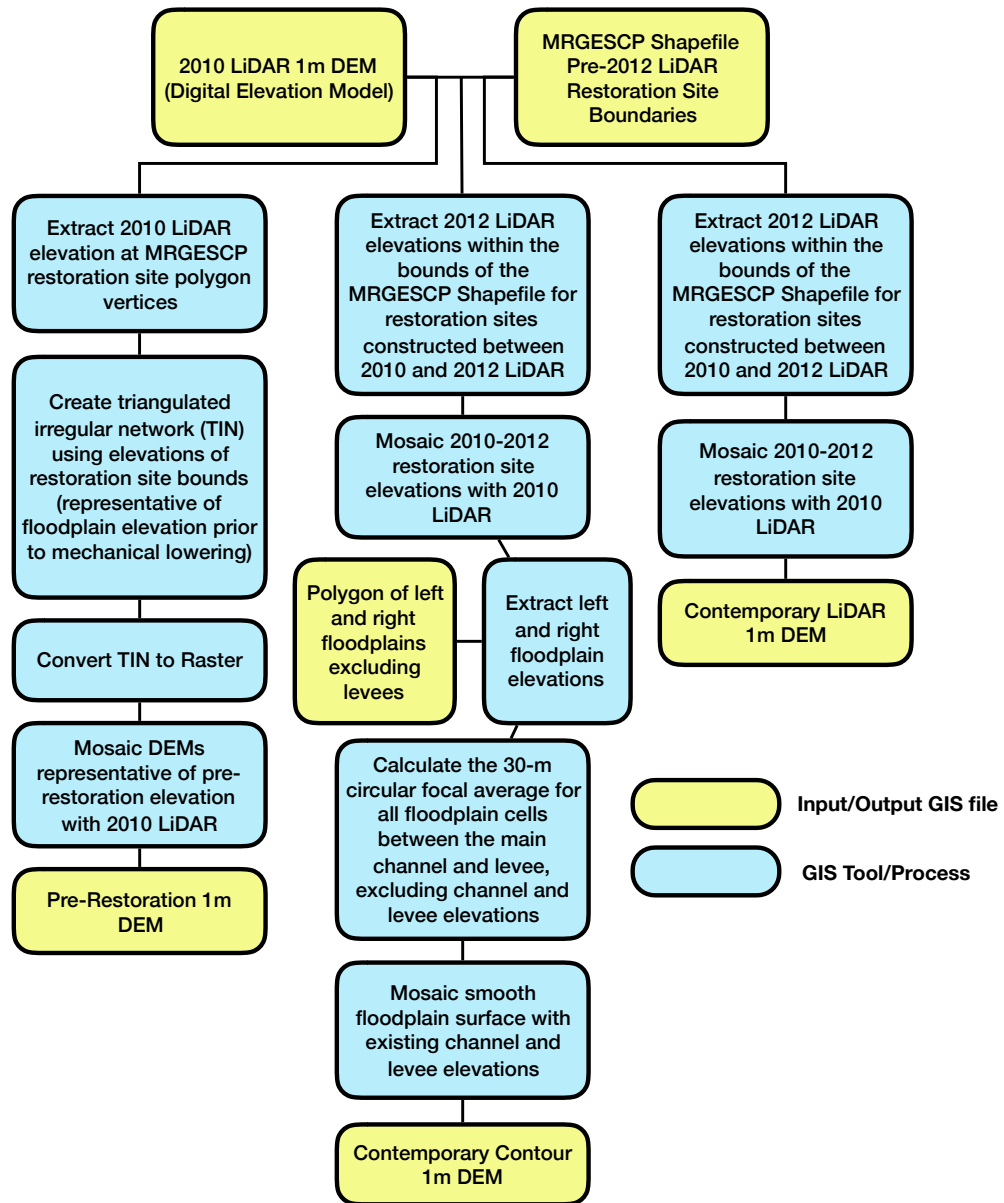 2010 LiDAR 1m DEM
(Digital Elevation Model)
MRGESCP Shapefile
Pre-2012 LiDAR
Restoration Site
Boundaries
Extract 2010 LiDAR
elevation at MRGESCP
restoration site polygon
vertices
Create triangulated
irregular network (TIN)
using elevations of
restoration site bounds
(representative of
floodplain elevation prior
to mechanical lowering)
Convert TIN to Raster
Mosaic DEMs
representative of pre-
restoration elevation
with 2010 LiDAR
Pre-Restoration 1m
DEM
Extract 2012 LiDAR
elevations within the
bounds of the
MRGESCP Shapefile for
restoration sites
constructed between
2010 and 2012 LiDAR
Mosaic 2010-2012
restoration site
elevations with 2010
LiDAR
Polygon of left
and right
floodplains
excluding
levees
Extract left
and right
floodplain
elevations
Calculate the 30-m
circular focal average for
all floodplain cells
between the main
channel and levee,
excluding channel and
levee elevations
Mosaic smooth
floodplain surface with
existing channel and
levee elevations
Contemporary Contour
1m DEM
Extract 2012 LiDAR
elevations within the
bounds of the
MRGESCP Shapefile for
restoration sites
constructed between
2010 and 2012 LiDAR
Mosaic 2010-2012
restoration site
elevations with 2010
LiDAR
Contemporary LiDAR
1m DEM
Input/Output GIS file
GIS Tool/Process